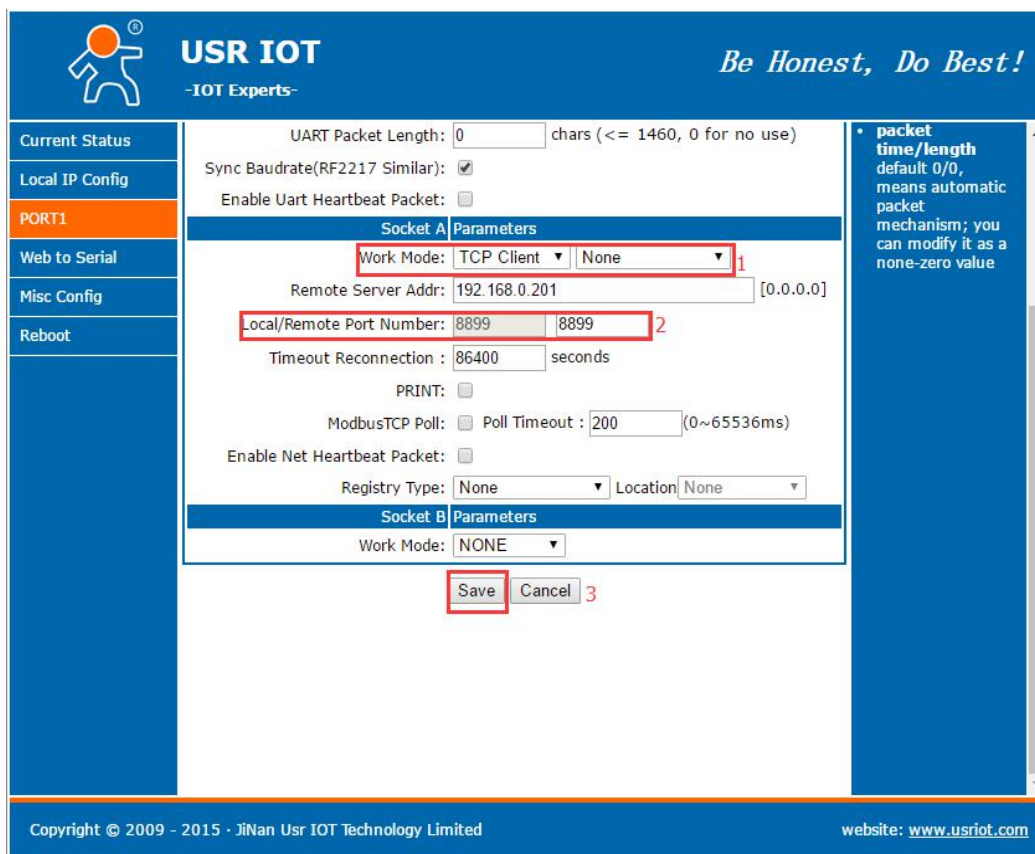 ®
USR IOT
-IOT Experts-
Be Honest, Do Best!
Current Status
Local IP Config
PORT1
Web to Serial
Misc Config
Reboot
UART Packet Length: 0 chars (<= 1460, 0 for no use)
Sync Baudrate(RF2217 Similar):
Enable Uart Heartbeat Packet:
Socket A Parameters
Work Mode: TCP Client None 1
Remote Server Addr: 192.168.0.201 [0.0.0.0]
Local/Remote Port Number: 8899 8899 2
Timeout Reconnection : 86400 seconds
PRINT:
ModbusTCP Poll: Poll Timeout : 200 (0~65536ms)
Enable Net Heartbeat Packet:
Registry Type: None Location None
Socket B Parameters
Work Mode: NONE
Save Cancel 3
• packet
time/length
default 0/0,
means automatic
packet
mechanism; you
can modify it as a
none-zero value
Copyright © 2009 - 2015 · JiNan Usr IOT Technology Limited
website: www.usriot.com